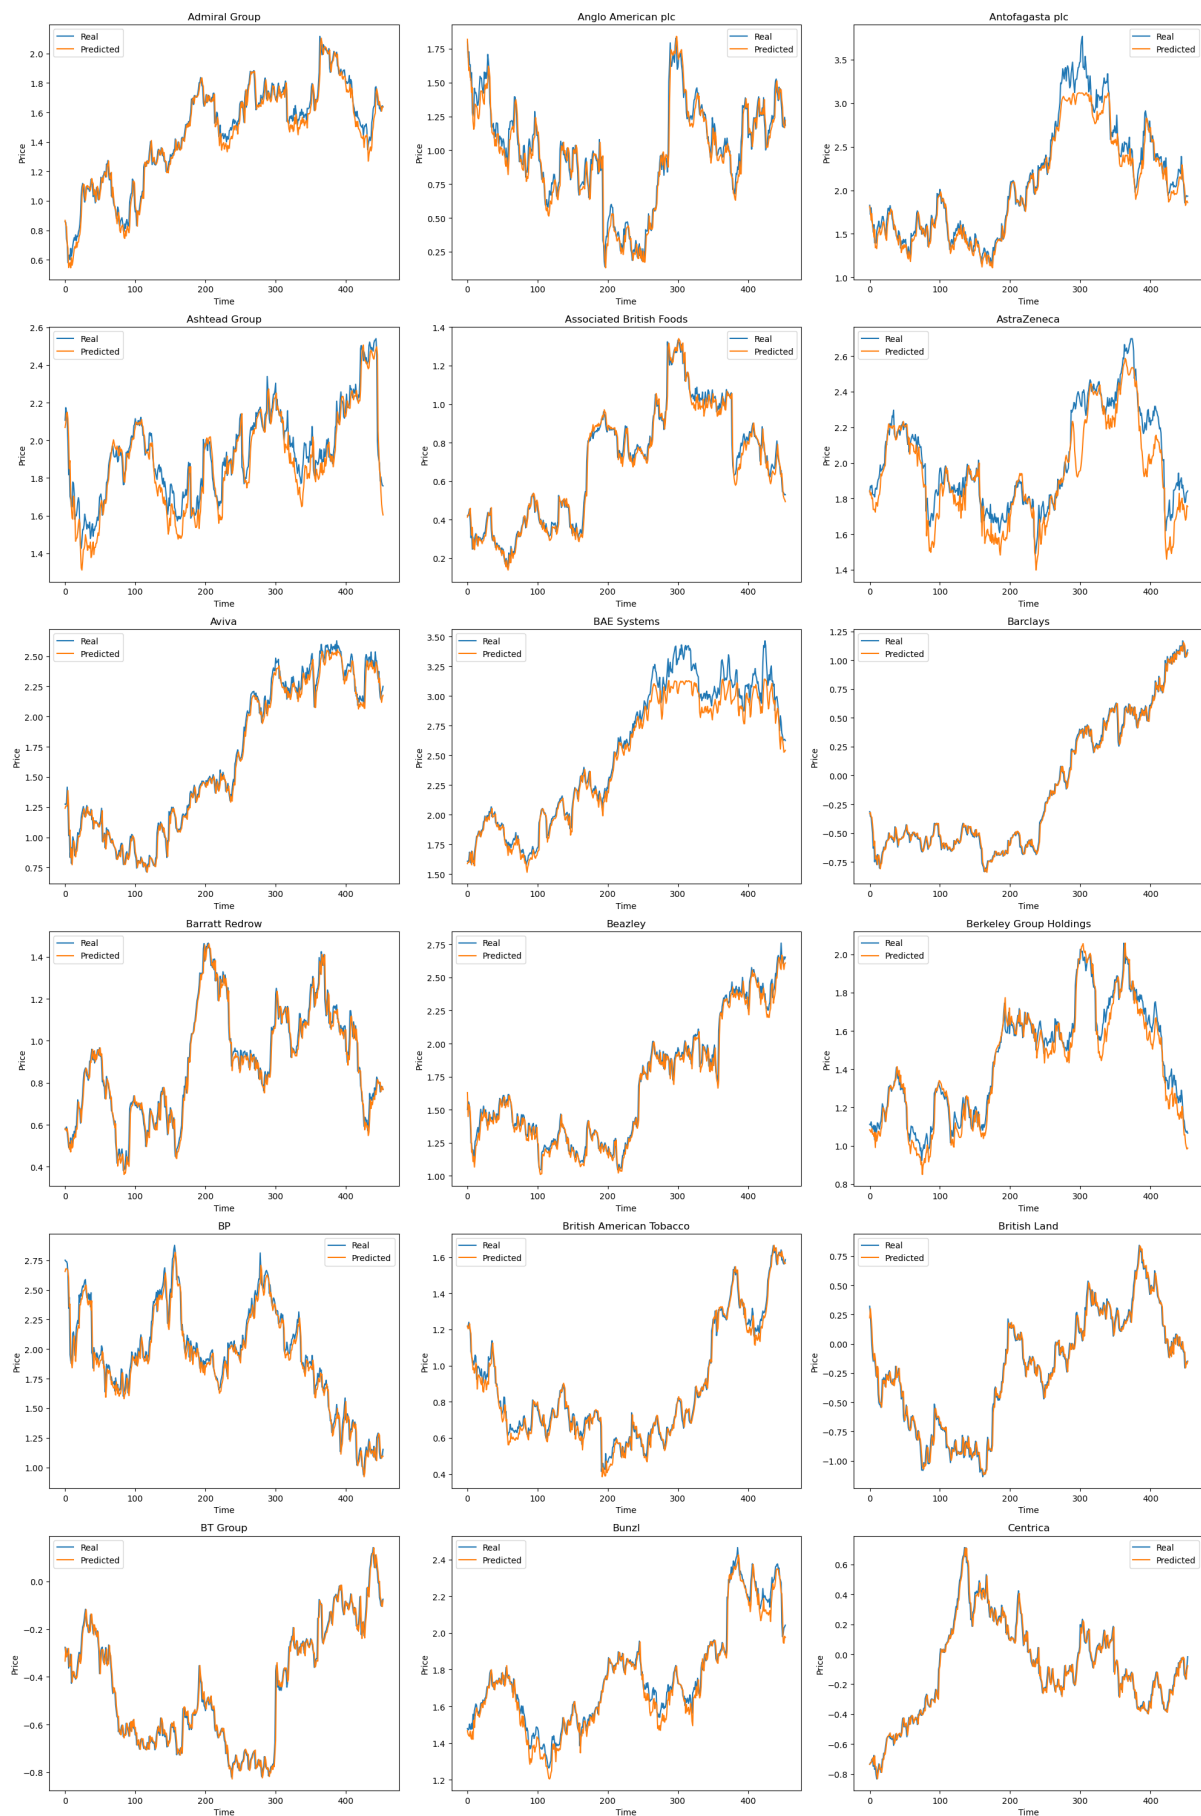 Admiral Group
Real
Predicted
2.0
1.8
1.6
1.4
1.2
1.0
0.8
0.6
Price
0 100 200 300 400
Time
Anglo American plc
Real
Predicted
1.75
1.50
1.25
1.00
0.75
0.50
0.25
Price
0 100 200 300 400
Time
Antofagasta plc
Real
Predicted
3.5
3.0
2.5
2.0
1.5
1.0
Price
0 100 200 300 400
Time
Ashtead Group
Real
Predicted
2.6
2.4
2.2
2.0
1.8
1.6
1.4
Price
0 100 200 300 400
Time
Associated British Foods
Real
Predicted
1.4
1.2
1.0
0.8
0.6
0.4
0.2
Price
0 100 200 300 400
Time
AstraZeneca
Real
Predicted
2.6
2.4
2.2
2.0
1.8
1.6
1.4
Price
0 100 200 300 400
Time
Aviva
Real
Predicted
2.50
2.25
2.00
1.75
1.50
1.25
1.00
0.75
Price
0 100 200 300 400
Time
BAE Systems
Real
Predicted
3.50
3.25
3.00
2.75
2.50
2.25
2.00
1.75
1.50
Price
0 100 200 300 400
Time
Barclays
Real
Predicted
1.25
1.00
0.75
0.50
0.25
0.00
−0.25
−0.50
−0.75
Price
0 100 200 300 400
Time
Barratt Redrow
Real
Predicted
1.4
1.2
1.0
0.8
0.6
0.4
Price
0 100 200 300 400
Time
Beazley
Real
Predicted
2.75
2.50
2.25
2.00
1.75
1.50
1.25
1.00
Price
0 100 200 300 400
Time
Berkeley Group Holdings
Real
Predicted
2.0
1.8
1.6
1.4
1.2
1.0
0.8
Price
0 100 200 300 400
Time
BP
Real
Predicted
2.75
2.50
2.25
2.00
1.75
1.50
1.25
1.00
Price
0 100 200 300 400
Time
British American Tobacco
Real
Predicted
1.6
1.4
1.2
1.0
0.8
0.6
0.4
Price
0 100 200 300 400
Time
British Land
Real
Predicted
0.75
0.50
0.25
0.00
−0.25
−0.50
−0.75
−1.00
Price
0 100 200 300 400
Time
BT Group
Real
Predicted
0.0
−0.2
−0.4
−0.6
−0.8
Price
0 100 200 300 400
Time
Bunzl
Real
Predicted
2.4
2.2
2.0
1.8
1.6
1.4
1.2
Price
0 100 200 300 400
Time
Centrica
Real
Predicted
0.6
0.4
0.2
0.0
−0.2
−0.4
−0.6
−0.8
Price
0 100 200 300 400
Time